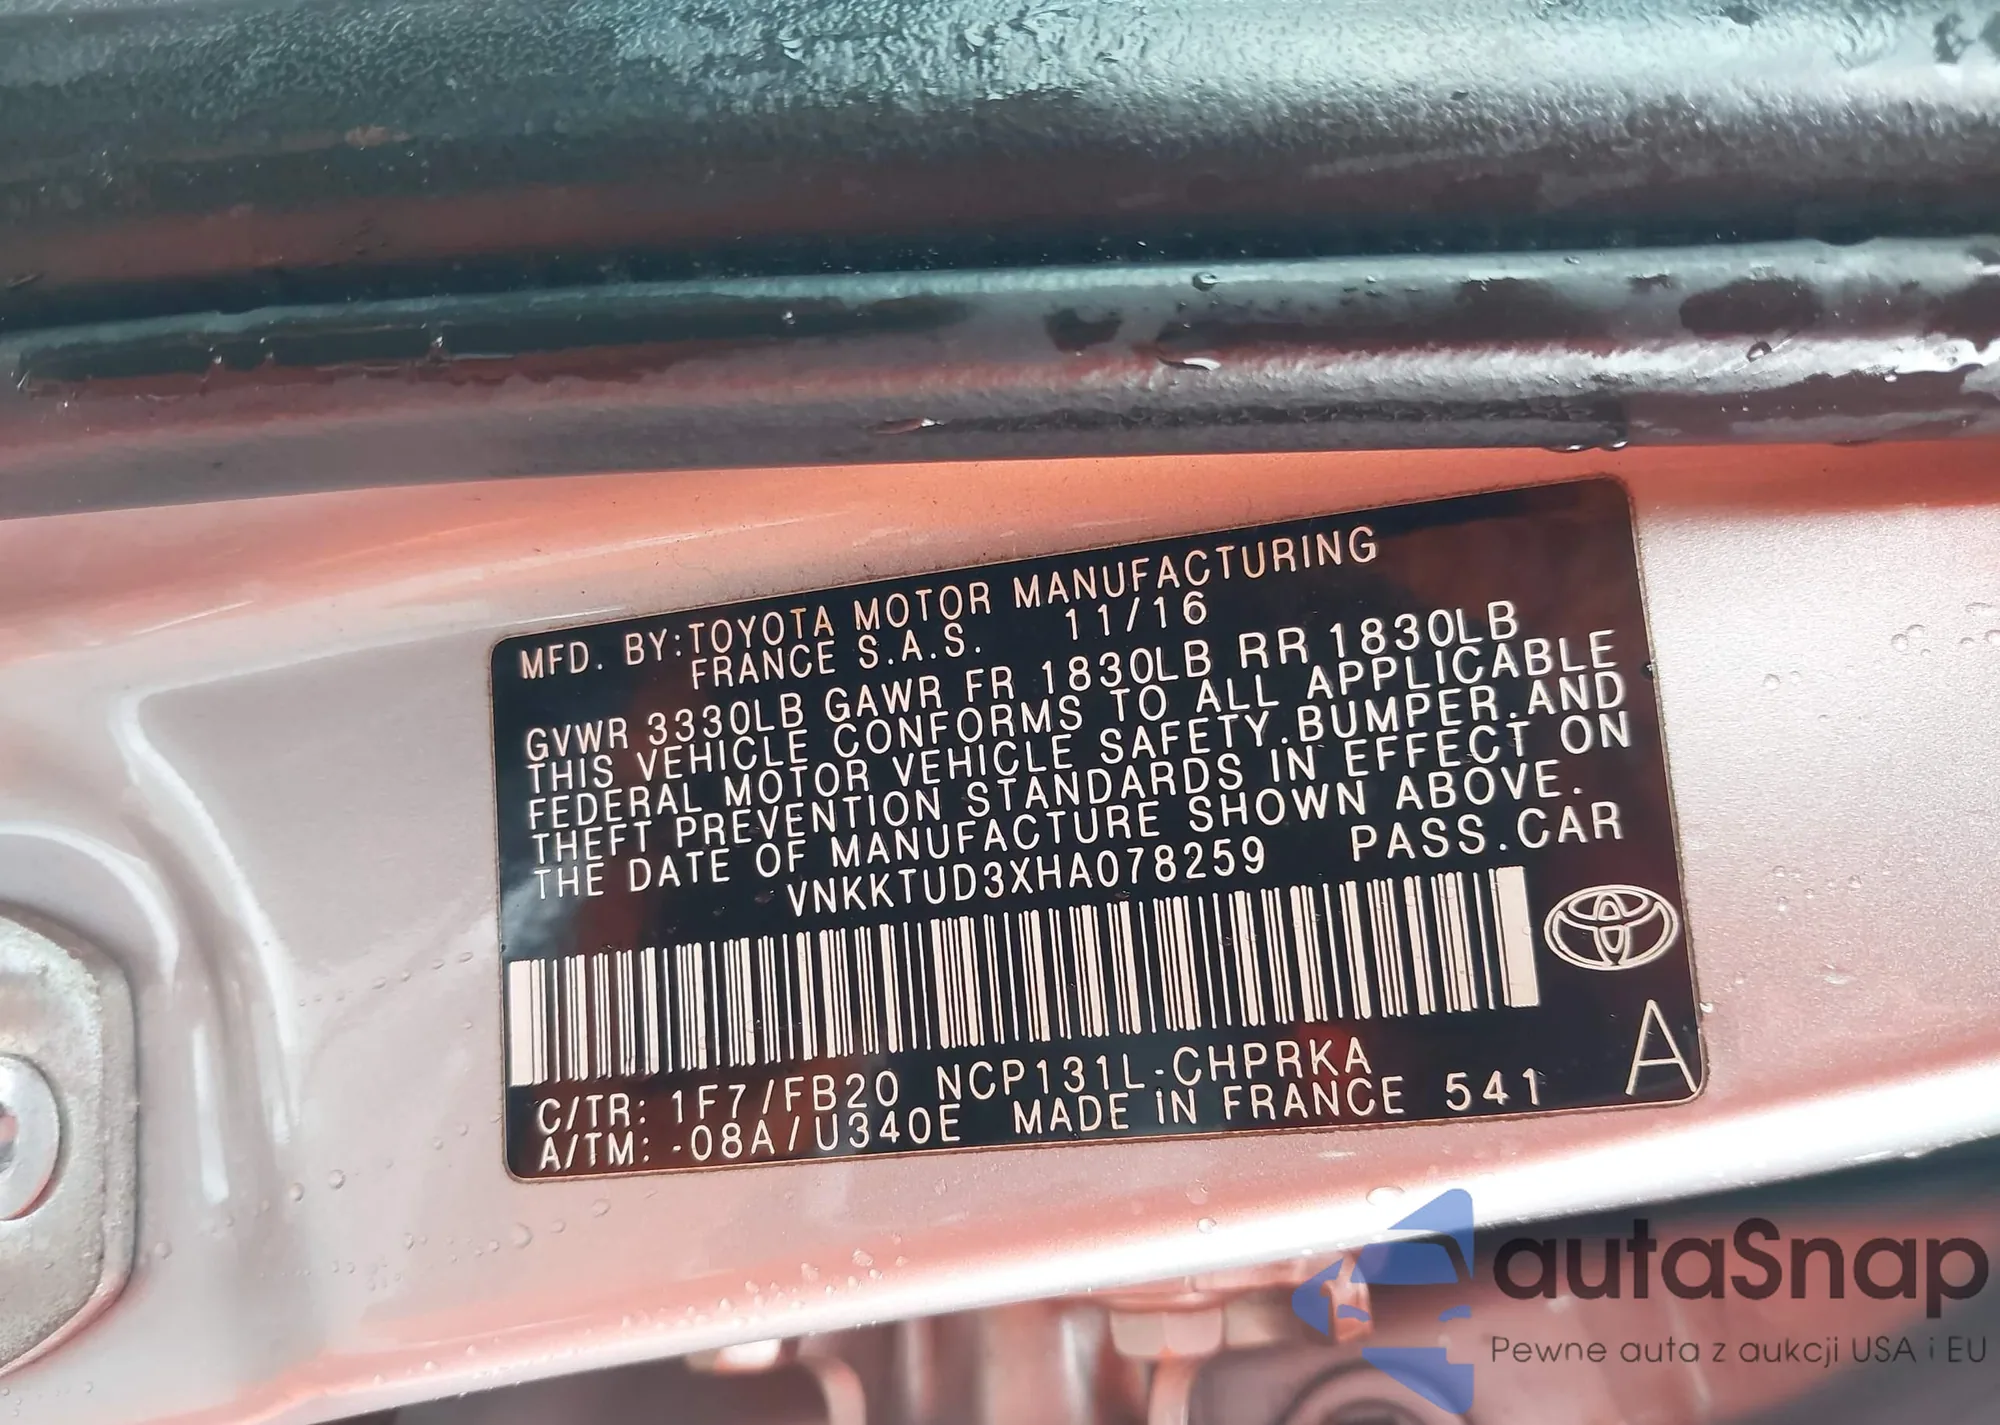 MFD. BY:TOYOTA MOTOR MANUFACTURING
FRANCE S.A.S. 11/16
GVWR 3330LB GAWR FR 1830LB RR 1830LB
THIS VEHICLE CONFORMS TO ALL APPLICABLE
FEDERAL MOTOR VEHICLE SAFETY.BUMPER.AND
THEFT PREVENTION STANDARDS IN EFFECT ON
THE DATE OF MANUFACTURE SHOWN ABOVE.
VNKKTUD3XHA078259 PASS.CAR
C/TR: 1F7/FB20 NCP131L-CHPRKA
A/TM: -08A/U340E MADE IN FRANCE 541
A
autaSnap
Pewne auta z aukcji USA i EU